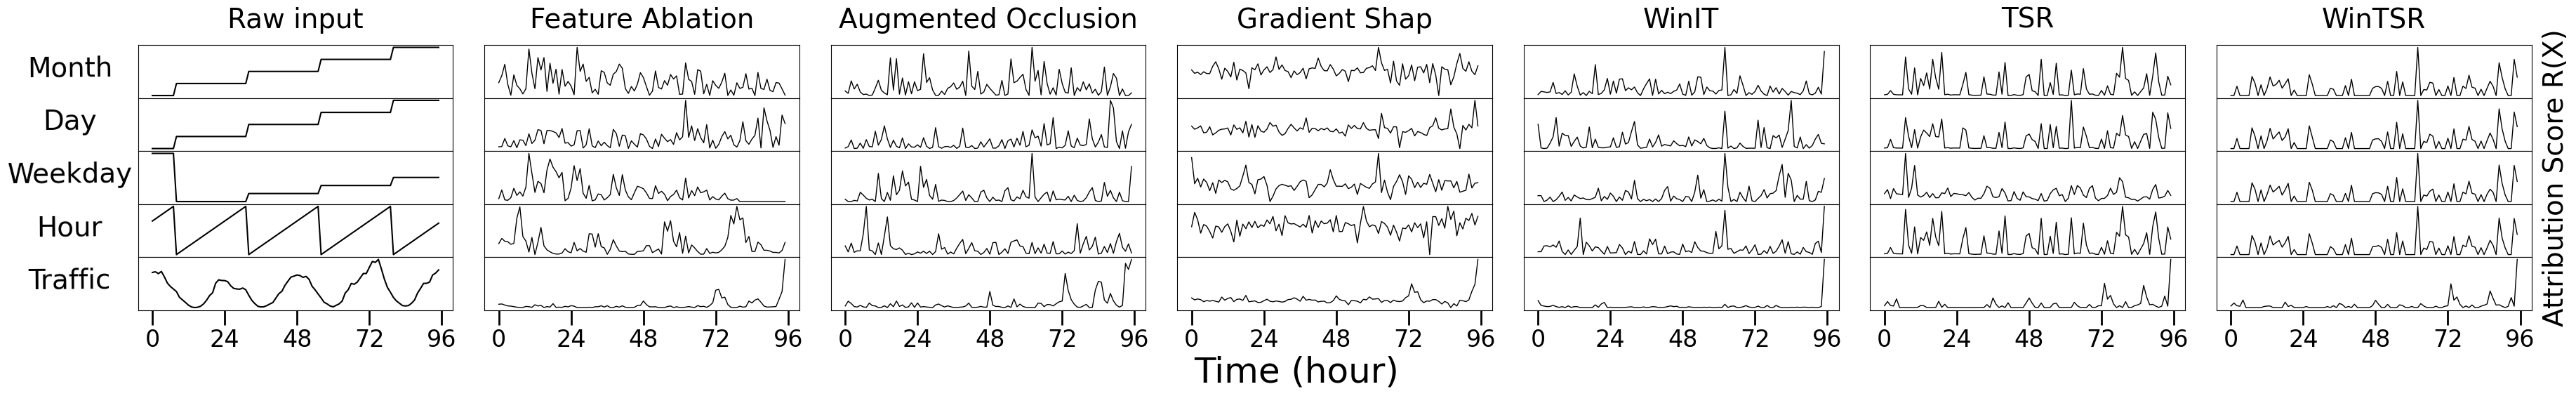 Raw input Feature Ablation Augmented Occlusion Gradient Shap WinIT TSR WinTSR
Month
Day
Weekday
Hour
Traffic
Attribution Score R(X)
0 24 48 72 96 0 24 48 72 96 0 24 48 72 96 0 24 48 72 96 0 24 48 72 96 0 24 48 72 96 0 24 48 72 96
Time (hour)